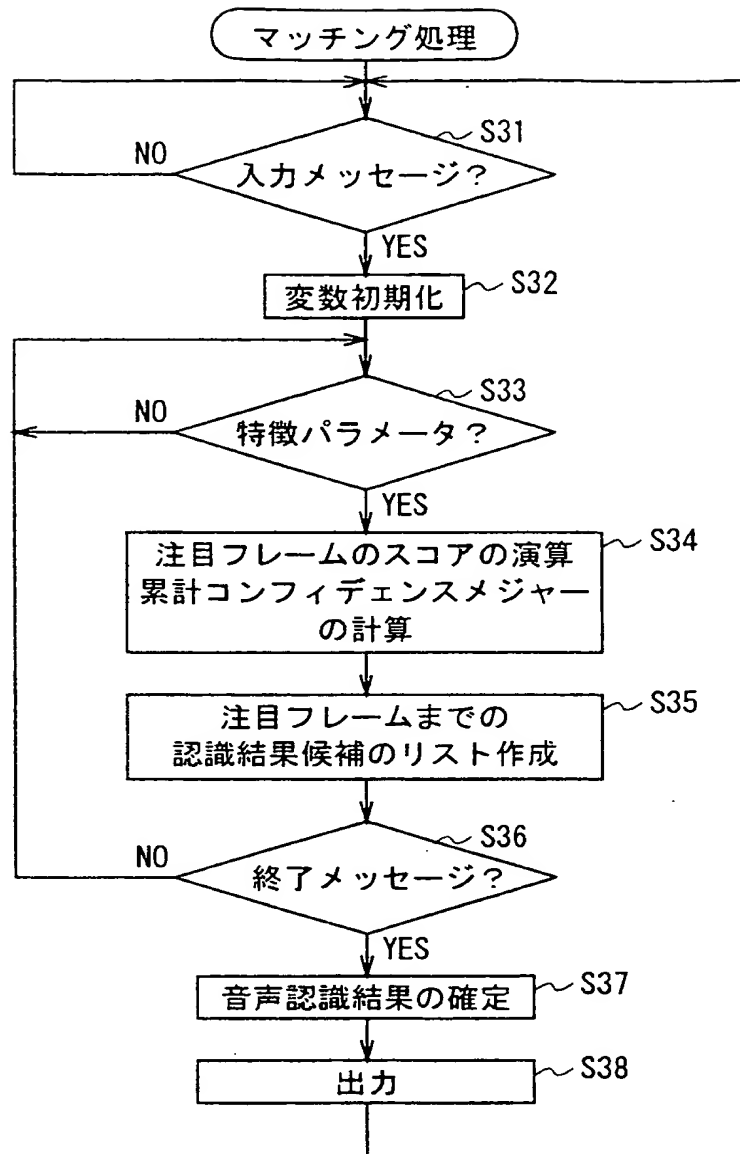 マッチング処理
S31
NO
入力メッセージ？
YES
変数初期化
S32
S33
NO
特徴パラメータ？
YES
注目フレームのスコアの演算
S34
累計コンフィデンスメジャー
の計算
注目フレームまでの
S35
認識結果候補のリスト作成
S36
NO
終了メッセージ？
YES
音声認識結果の確定
S37
出力
S38